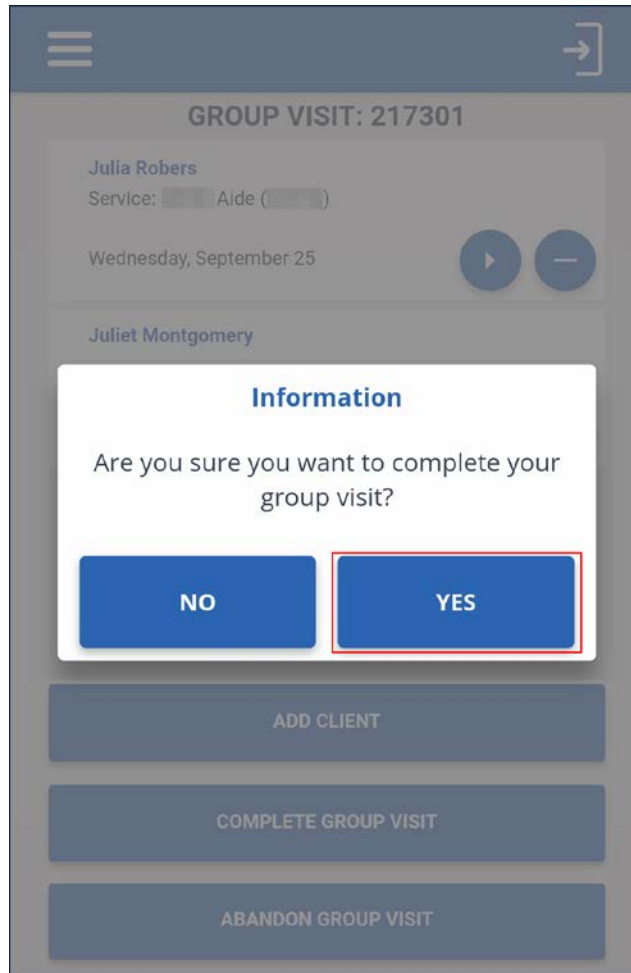 GROUP VISIT: 217301
Julia Robers
Service: Aide ( )
Wednesday, September 25
Juliet Montgomery
Information
Are you sure you want to complete your
group visit?
NO YES
ADD CLIENT
COMPLETE GROUP VISIT
ABANDON GROUP VISIT